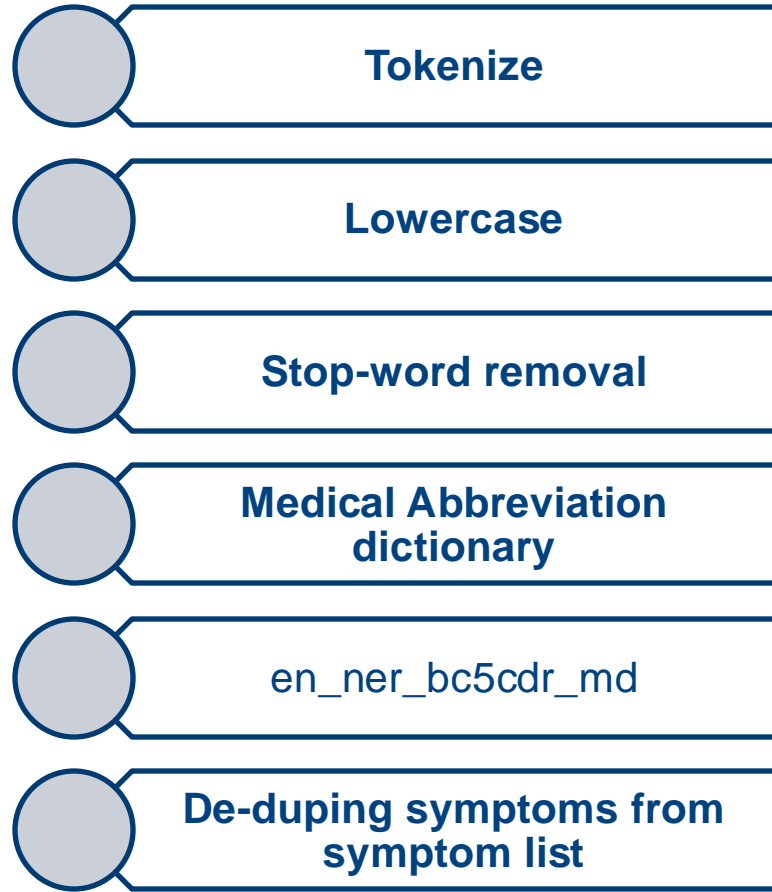 Tokenize
Lowercase
Stop-word removal
Medical Abbreviation
dictionary
en_ner_bc5cdr_md
De-duping symptoms from
symptom list